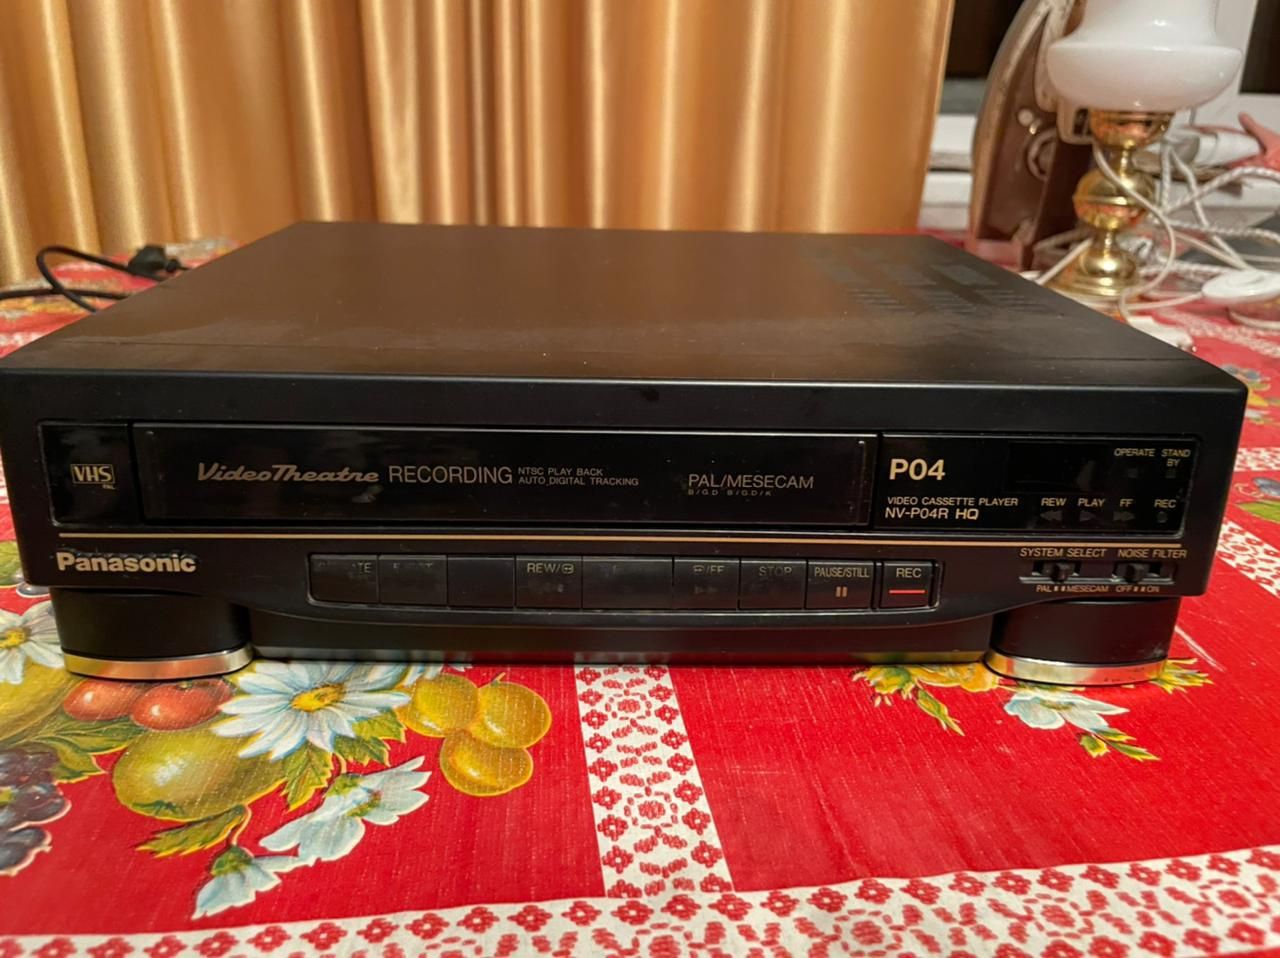 VHS
PAL
VideoTheatre RECORDING NTSC PLAY BACK
AUTO DIGITAL TRACKING
PAL/MESECAM
B/G.D B/G.D/K
P04
VIDEO CASSETTE PLAYER
NV-P04R HQ
OPERATE STAND BY
REW PLAY FF REC
Panasonic
REW/
/FF
STOP
PAUSE/STILL
REC
SYSTEM SELECT NOISE FILTER
PAL MESECAM OFF ON